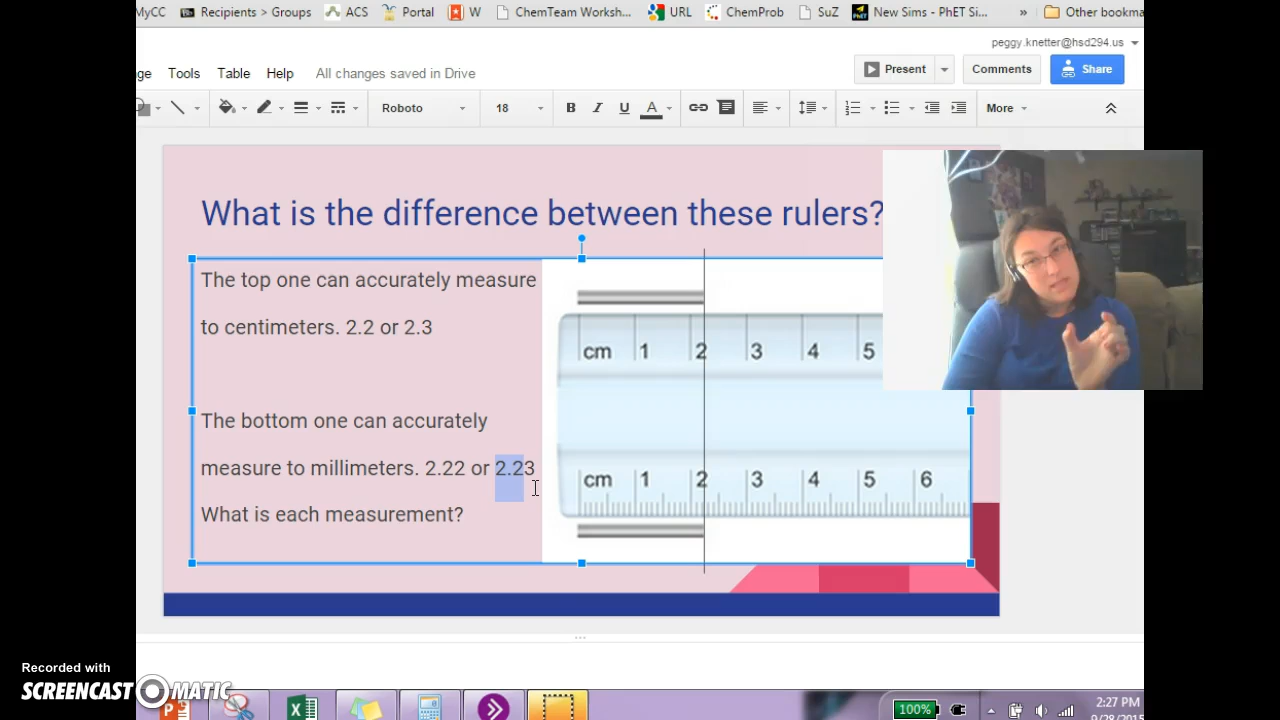 MyCC Recipients > Groups ACS Portal W ChemTeam Worksh... URL ChemProb SuZ New Sims - PhET Si... » Other bookma
peggy.knetter@hsd294.us
ge Tools Table Help All changes saved in Drive Present Comments Share
Roboto 18 B I U A More
What is the difference between these rulers?
The top one can accurately measure
to centimeters. 2.2 or 2.3
cm 1 2 3 4 5
The bottom one can accurately
measure to millimeters. 2.22 or 2.23
cm 1 2 3 4 5 6
What is each measurement?
Recorded with
SCREENCAST MATIC
100% 2:27 PM
9/28/2015